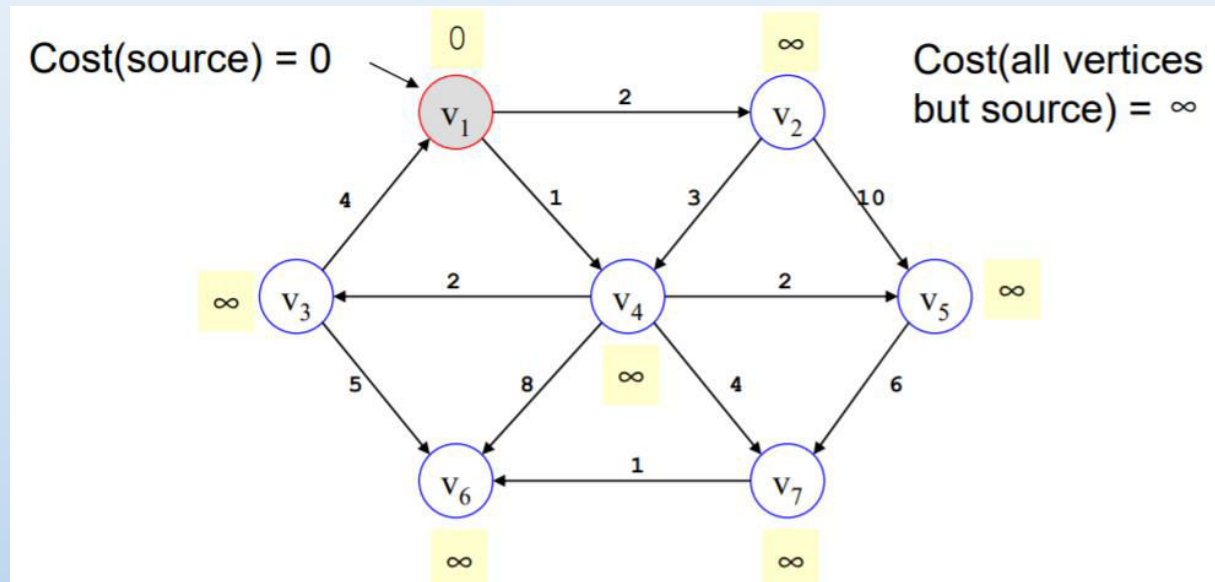 0
∞
Cost(source) = 0
Cost(all vertices
but source) = ∞
v1
2
v2
4
1
3
10
∞
v3
2
v4
2
v5
∞
5
8
∞
4
6
v6
1
v7
∞
∞